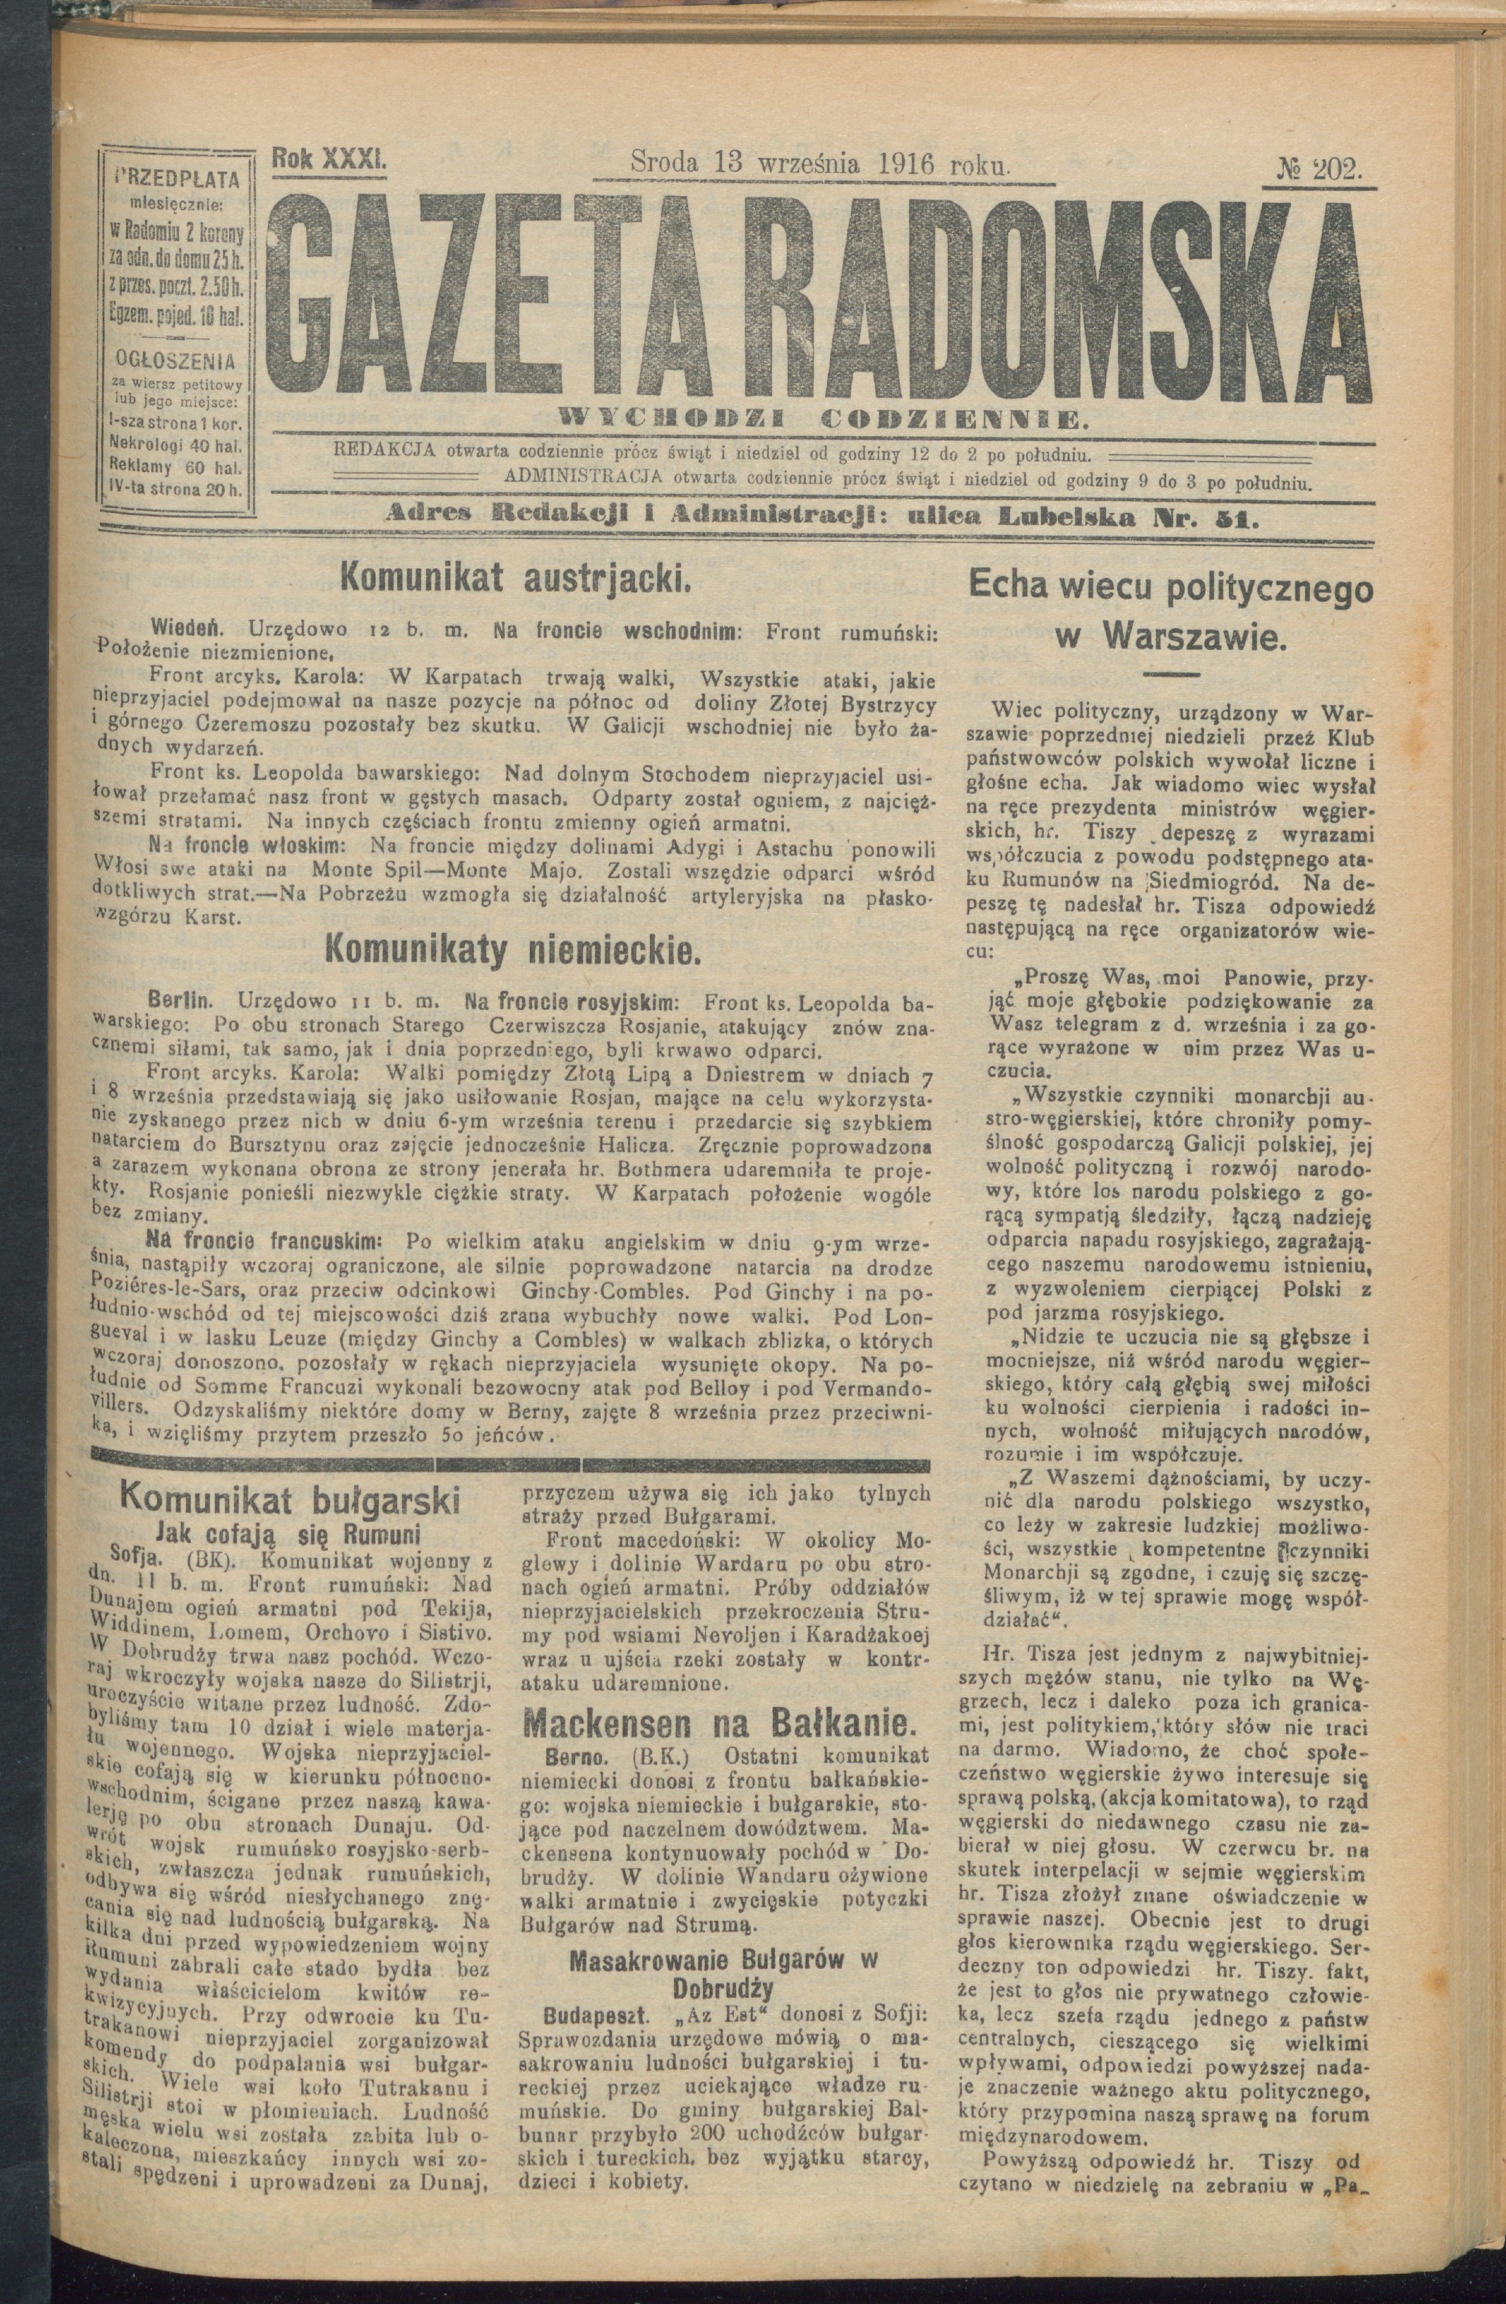 PRZEDPŁATA
miesięcznie:
w Radomiu 2 korony
za odn. do domu 25 h.
z przes. poczt. 2.50 h.
Egzem. pojed. 10 hal.
OGŁOSZENIA
za wiersz petitowy
lub jego miejsce:
I-sza strona 1 kor.
Nekrologi 40 hal.
Reklamy 60 hal.
IV-ta strona 20 h.
Rok XXXI.
Sroda 13 września 1916 roku.
№ 202.
GAZETA RADOMSKA
WYCHODZI CODZIENNIE.
REDAKCJA otwarta codziennie prócz świąt i niedziel od godziny 12 do 2 po południu.
ADMINISTRACJA otwarta codziennie prócz świąt i niedziel od godziny 9 do 3 po południu.
Adres Redakcji i Administracji: ulica Lubelska Nr. 51.
Komunikat austrjacki.
Wiedeń. Urzędowo 12 b. m. Na froncie wschodnim: Front rumuński:
Położenie niezmienione,
Front arcyks. Karola: W Karpatach trwają walki, Wszystkie ataki, jakie
nieprzyjaciel podejmował na nasze pozycje na północ od doliny Złotej Bystrzycy
i górnego Czeremoszu pozostały bez skutku. W Galicji wschodniej nie było ża-
dnych wydarzeń.
Front ks. Leopolda bawarskiego: Nad dolnym Stochodem nieprzyjaciel usi-
łował przełamać nasz front w gęstych masach. Odparty został ogniem, z najcięż-
szemi stratami. Na innych częściach frontu zmienny ogień armatni.
Na froncie włoskim: Na froncie między dolinami Adygi i Astachu ponowili
Włosi swe ataki na Monte Spil—Monte Majo. Zostali wszędzie odparci wśród
dotkliwych strat.—Na Pobrzeżu wzmogła się działalność artyleryjska na płasko-
wzgórzu Karst.
Komunikaty niemieckie.
Berlin. Urzędowo 11 b. m. Na froncie rosyjskim: Front ks. Leopolda ba-
warskiego: Po obu stronach Starego Czerwiszcza Rosjanie, atakujący znów zna-
cznemi siłami, tak samo, jak i dnia poprzedniego, byli krwawo odparci.
Front arcyks. Karola: Walki pomiędzy Złotą Lipą a Dniestrem w dniach 7
i 8 września przedstawiają się jako usiłowanie Rosjan, mające na celu wykorzysta-
nie zyskanego przez nich w dniu 6-ym września terenu i przedarcie się szybkiem
natarciem do Bursztynu oraz zajęcie jednocześnie Halicza. Zręcznie poprowadzona
a zarazem wykonana obrona ze strony jenerała hr. Bothmera udaremniła te proje-
kty. Rosjanie ponieśli niezwykle ciężkie straty. W Karpatach położenie wogóle
bez zmiany.
Na froncie francuskim: Po wielkim ataku angielskim w dniu 9-ym wrze-
śnia, nastąpiły wczoraj ograniczone, ale silnie poprowadzone natarcia na drodze
Poziéres-le-Sars, oraz przeciw odcinkowi Ginchy-Combles. Pod Ginchy i na po-
łudnio-wschód od tej miejscowości dziś zrana wybuchły nowe walki. Pod Lon-
gueval i w lasku Leuze (między Ginchy a Combles) w walkach zblizka, o których
wczoraj donoszono, pozostały w rękach nieprzyjaciela wysunięte okopy. Na po-
łudnie od Somme Francuzi wykonali bezowocny atak pod Belloy i pod Vermando-
villers. Odzyskaliśmy niektóre domy w Berny, zajęte 8 września przez przeciwni-
ka, i wzięliśmy przytem przeszło 50 jeńców.
Komunikat bułgarski
Jak cofają się Rumuni
Sofja. (BK). Komunikat wojenny z
dn. 11 b. m. Front rumuński: Nad
Dunajem ogień armatni pod Tekija,
Widdinem, Lomem, Orchovo i Sistivo.
W Dobrudży trwa nasz pochód. Wczo-
raj wkroczyły wojska nasze do Silistrji,
uroczyście witane przez ludność. Zdo-
byliśmy tam 10 dział i wiele materja-
łu wojennego. Wojska nieprzyjaciel-
skie cofają się w kierunku północno-
wschodnim, ścigane przez naszą kawa-
lerję po obu stronach Dunaju. Od-
wrót wojsk rumuńsko rosyjsko-serb-
skich, zwłaszcza jednak rumuńskich,
odbywa się wśród niesłychanego znę-
cania się nad ludnością bułgarską. Na
kilka dni przed wypowiedzeniem wojny
Rumuni zabrali całe stado bydła bez
wydania właścicielom kwitów re-
kwizycyjnych. Przy odwrocie ku Tu-
trakanowi nieprzyjaciel zorganizował
komendy do podpalania wsi bułgar-
skich. Wiele wsi koło Tutrakanu i
Silistrji stoi w płomieniach. Ludność
męska wielu wsi została zabita lub o-
kaleczona, mieszkańcy innych wsi zo-
stali spędzeni i uprowadzeni za Dunaj,
przyczem używa się ich jako tylnych
straży przed Bułgarami.
Front macedoński: W okolicy Mo-
glewy i dolinie Wardaru po obu stro-
nach ogień armatni. Próby oddziałów
nieprzyjacielskich przekroczenia Stru-
my pod wsiami Nevoljen i Karadżakoej
wraz u ujścia rzeki zostały w kontr-
ataku udaremnione.
Mackensen na Bałkanie.
Berno. (B.K.) Ostatni komunikat
niemiecki donosi z frontu bałkańskie-
go: wojska niemieckie i bułgarskie, sto-
jące pod naczelnem dowództwem. Ma-
ckensena kontynuowały pochód w Do-
brudży. W dolinie Wandaru ożywione
walki armatnie i zwycięskie potyczki
Bułgarów nad Strumą.
Masakrowanie Bułgarów w
Dobrudży
Budapeszt. „Az Est“ donosi z Sofji:
Sprawozdania urzędowe mówią o ma-
sakrowaniu ludności bułgarskiej i tu-
reckiej przez uciekające władze ru-
muńskie. Do gminy bułgarskiej Bal-
bunar przybyło 200 uchodźców bułgar-
skich i tureckich, bez wyjątku starcy,
dzieci i kobiety.
Echa wiecu politycznego
w Warszawie.
Wiec polityczny, urządzony w War-
szawie poprzedniej niedzieli przeź Klub
państwowców polskich wywołał liczne i
głośne echa. Jak wiadomo wiec wysłał
na ręce prezydenta ministrów węgier-
skich, hr. Tiszy depeszę z wyrazami
współczucia z powodu podstępnego ata-
ku Rumunów na Siedmiogród. Na de-
peszę tę nadesłał hr. Tisza odpowiedź
następującą na ręce organizatorów wie-
cu:
„Proszę Was, moi Panowie, przy-
jąć moje głębokie podziękowanie za
Wasz telegram z d. września i za go-
rące wyrażone w nim przez Was u-
czucia.
„Wszystkie czynniki monarchji au-
stro-węgierskiej, które chroniły pomy-
ślność gospodarczą Galicji polskiej, jej
wolność polityczną i rozwój narodo-
wy, które los narodu polskiego z go-
rącą sympatją śledziły, łączą nadzieję
odparcia napadu rosyjskiego, zagrażają-
cego naszemu narodowemu istnieniu,
z wyzwoleniem cierpiącej Polski z
pod jarzma rosyjskiego.
„Nidzie te uczucia nie są głębsze i
mocniejsze, niż wśród narodu węgier-
skiego, który całą głębią swej miłości
ku wolności cierpienia i radości in-
nych, wolność miłujących narodów,
rozumie i im współczuje.
„Z Waszemi dążnościami, by uczy-
nić dla narodu polskiego wszystko,
co leży w zakresie ludzkiej możliwo-
ści, wszystkie kompetentne czynniki
Monarchji są zgodne, i czuję się szczę-
śliwym, iż w tej sprawie mogę współ-
działać“.
Hr. Tisza jest jednym z najwybitniej-
szych mężów stanu, nie tylko na Wę-
grzech, lecz i daleko poza ich granica-
mi, jest politykiem, który słów nie traci
na darmo. Wiadomo, że choć społe-
czeństwo węgierskie żywo interesuje się
sprawą polską, (akcja komitatowa), to rząd
węgierski do niedawnego czasu nie za-
bierał w niej głosu. W czerwcu br. na
skutek interpelacji w sejmie węgierskim
hr. Tisza złożył znane oświadczenie w
sprawie naszej. Obecnie jest to drugi
głos kierownika rządu węgierskiego. Ser-
deczny ton odpowiedzi hr. Tiszy. fakt,
że jest to głos nie prywatnego człowie-
ka, lecz szefa rządu jednego z państw
centralnych, cieszącego się wielkimi
wpływami, odpowiedzi powyższej nada-
je znaczenie ważnego aktu politycznego,
który przypomina naszą sprawę na forum
międzynarodowem.
Powyższą odpowiedź hr. Tiszy od
czytano w niedzielę na zebraniu w „Pa-